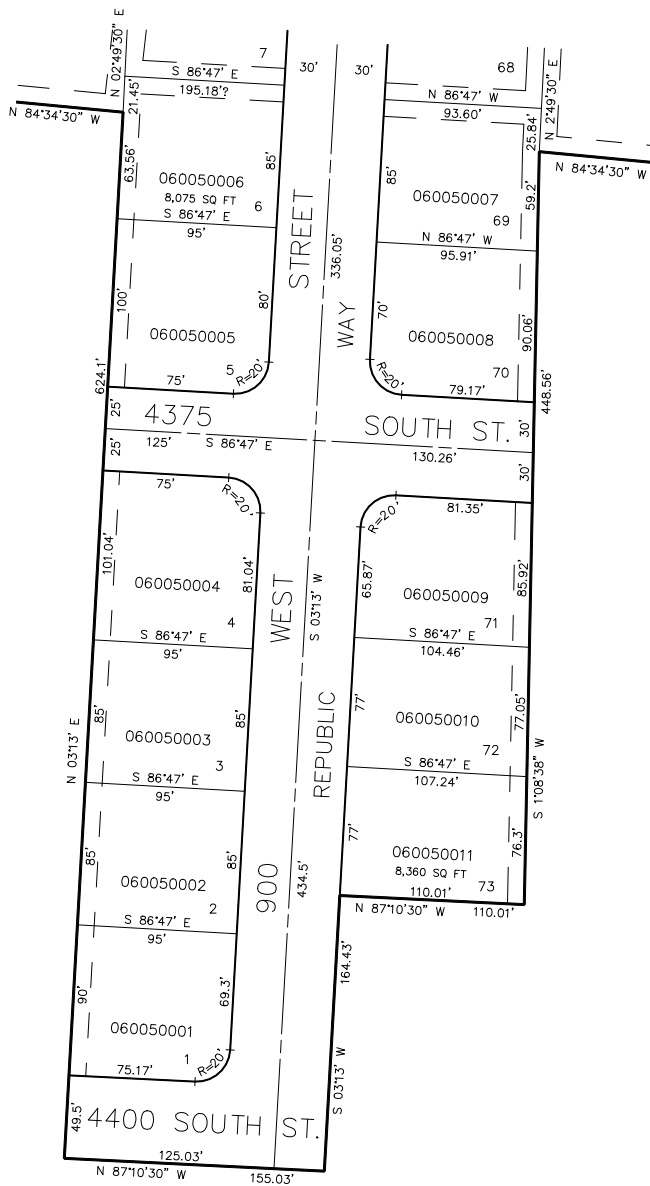 N 02°49'30" E
7
S 86°47' E
195.18'?
30'
30'
68
N 86°47' W
93.60'
N 2°49'30" E
N 84°34'30" W
21.45'
25.84'
N 84°34'30" W
63.56'
85'
060050006
8,075 SQ FT
6
S 86°47' E
95'
STREET
336.05'
85'
060050007
69
59.2'
N 86°47' W
95.91'
100'
80'
060050005
5
R=20'
75'
WAY
70'
060050008
70
90.06'
R=20'
79.17'
624.1'
448.56'
25'
4375
SOUTH ST.
30'
25'
125'
S 86°47' E
130.26'
30'
75'
R=20'
81.35'
R=20'
101.04'
060050004
81.04'
4
S 86°47' E
95'
WEST
S 03°13' W
65.87'
060050009
85.92'
71
S 86°47' E
104.46'
N 03°13' E
85'
060050003
85'
3
S 86°47' E
95'
REPUBLIC
77'
060050010
77.05'
72
S 86°47' E
107.24'
S 1°08'38" W
85'
060050002
85'
2
S 86°47' E
95'
900
434.5'
77'
060050011
8,360 SQ FT
76.3'
73
110.01'
N 87°10'30" W
110.01'
90'
69.3'
060050001
1
R=20'
75.17'
164.43'
S 03°13' W
49.5'
4400 SOUTH ST.
125.03'
N 87°10'30" W
155.03'